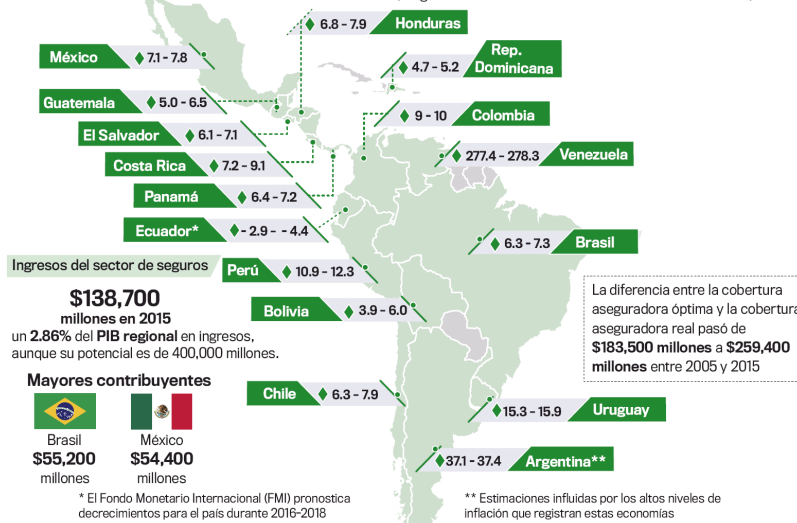 Honduras
6.8 - 7.9
México
7.1 - 7.8
Rep.
Dominicana
4.7 - 5.2
Guatemala
5.0 - 6.5
Colombia
9 - 10
El Salvador
6.1 - 7.1
Venezuela
277.4 - 278.3
Costa Rica
7.2 - 9.1
Panamá
6.4 - 7.2
Ecuador*
- 2.9 - - 4.4
Brasil
6.3 - 7.3
Perú
10.9 - 12.3
Bolivia
3.9 - 6.0
Chile
6.3 - 7.9
Uruguay
15.3 - 15.9
Argentina**
37.1 - 37.4
Ingresos del sector de seguros
$138,700
millones en 2015
un 2.86% del PIB regional en ingresos,
aunque su potencial es de 400,000 millones.
Mayores contribuyentes
Brasil
$55,200
millones
México
$54,400
millones
La diferencia entre la cobertura
aseguradora óptima y la cobertura
aseguradora real pasó de
$183,500 millones a $259,400
millones entre 2005 y 2015
* El Fondo Monetario Internacional (FMI) pronostica
decrecimientos para el país durante 2016-2018
** Estimaciones influidas por los altos niveles de
inflación que registran estas economías